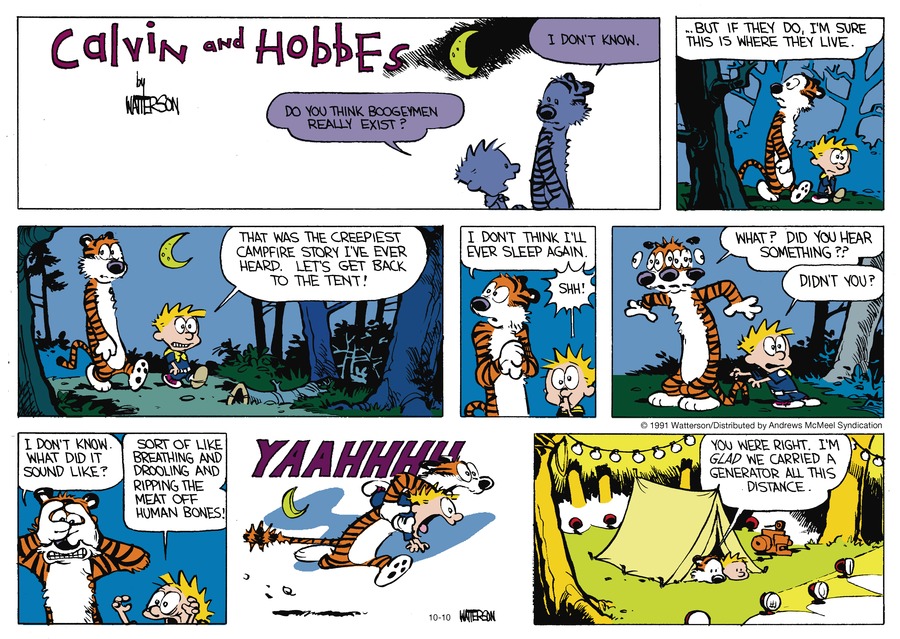 Calvin and Hobbes
by
WATTERSON
DO YOU THINK BOOGEYMEN
REALLY EXIST?
I DON'T KNOW.
...BUT IF THEY DO, I'M SURE
THIS IS WHERE THEY LIVE.
THAT WAS THE CREEPIEST
CAMPFIRE STORY I'VE EVER
HEARD. LET'S GET BACK
TO THE TENT!
I DON'T THINK I'LL
EVER SLEEP AGAIN.
SHH!
WHAT? DID YOU HEAR
SOMETHING??
DIDN'T YOU?
© 1991 Watterson/Distributed by Andrews McMeel Syndication
I DON'T KNOW.
WHAT DID IT
SOUND LIKE?
SORT OF LIKE
BREATHING AND
DROOLING AND
RIPPING THE
MEAT OFF
HUMAN BONES!
YAAHHHH
10-10 WATTERSON
YOU WERE RIGHT. I'M
GLAD WE CARRIED A
GENERATOR ALL THIS
DISTANCE.